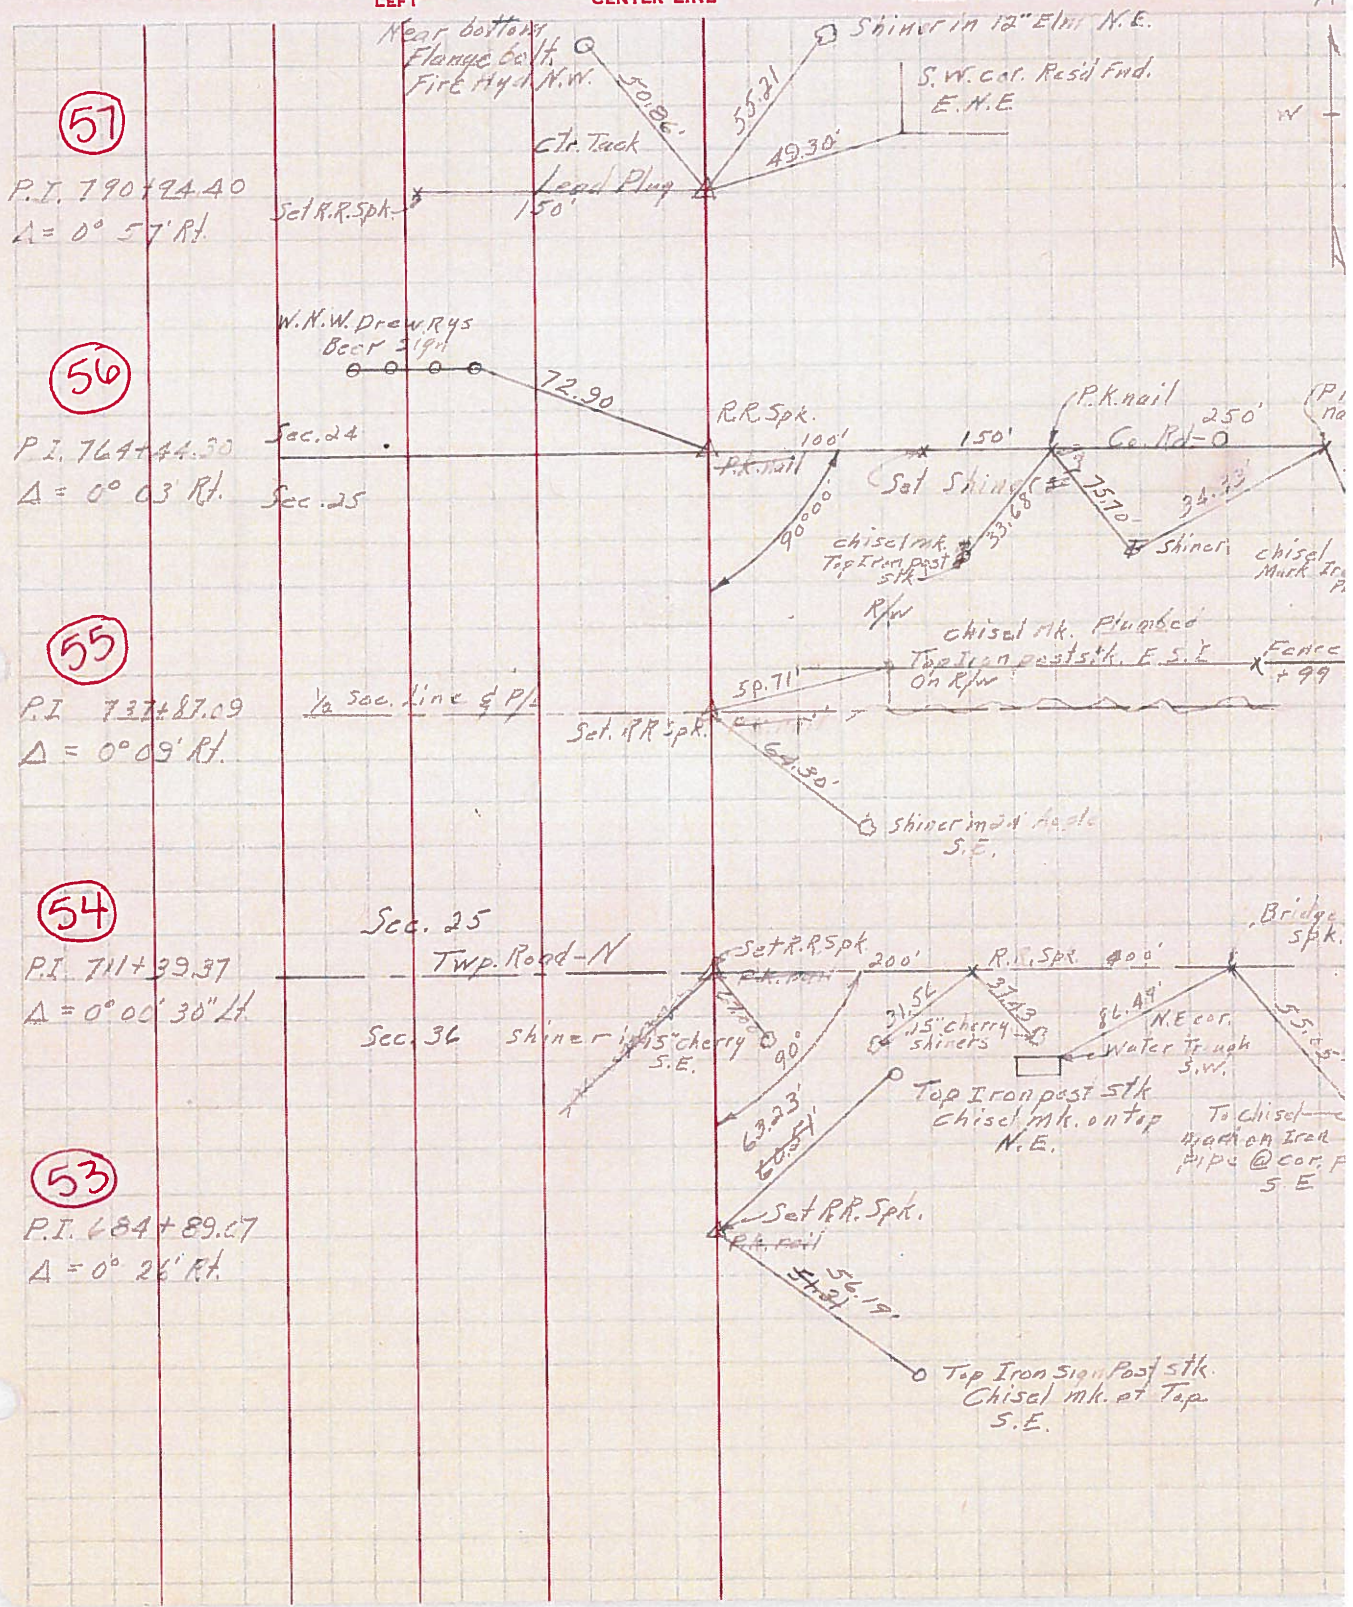 LEFT
CENTER LINE
Near bottom
Flange bolt.
Fire Hyd. N.W.
50.86'
55.21
Shiner in 12" Elm N.E.
S.W. cor. Resd Fnd.
E.N.E
W
57
49.30'
Ctr. Tack
Lead Plug
P.I. 790+94.40
Δ = 0° 57' Rt.
Set R.R. Spk.
150'
W.N.W. Drewrys
Beer Sign
56
72.90
R.R. Spk.
P.K. nail
P.I. 764+44.30
Δ = 0° 03' Rt.
Sec. 24
Sec. 25
100'
150'
P.K. nail
Co. Rd-O
250'
90°00'
Set Shiner
33.68
75.70
34.33'
chisel mk.
Top Iron post
stk
Shiner
chisel
Mark
R/W
55
chisel mk. Plumbed
Top Iron post stk. E.S.E
On R/W
Fence
+99
50.71'
P.I. 737+87.09
Δ = 0° 09' Rt.
Sec. Line & P/L
Set. RR Spk.
64.30'
Shiner in
S.E.
54
Sec. 25
Twp. Road-N
Set R.R. Spk.
P.K. nail
200'
R.R. Spk.
400'
Bridge
spk.
P.I. 711+39.37
Δ = 0° 00' 30" Lt.
Sec. 36
Shiner in 15" cherry
S.E.
90°
31.56
37.43
15" cherry
shiners
86.49'
N.E cor.
Water Trough
S.W.
Top Iron post stk
chisel mk. on top
N.E.
To Chisel
Mark on Iron
pipe @ cor.
S.E
63.23'
60.51'
53
P.I. 684+89.07
Δ = 0° 26' Rt.
Set RR. Spk.
P.K. nail
56.19
Top Iron Sign Post stk.
Chisel mk. at Top
S.E.